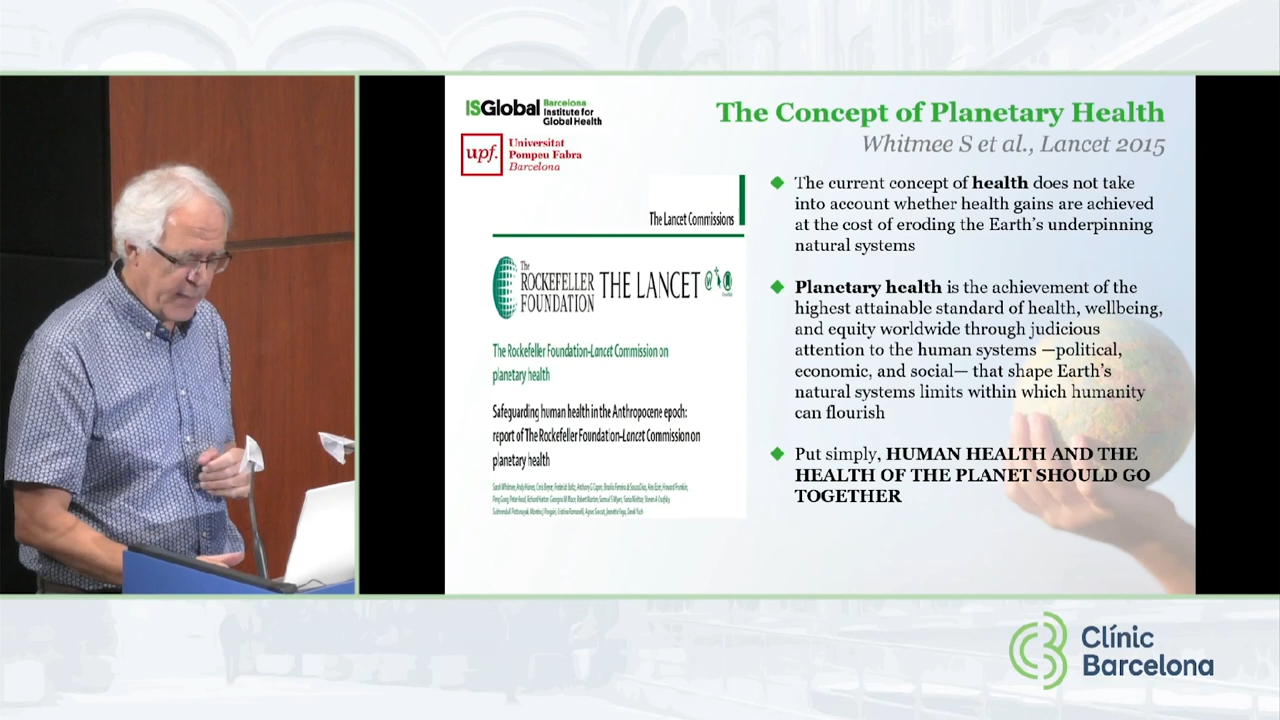 ISGlobal Barcelona
Institute for
Global Health
upf. Universitat
Pompeu Fabra
Barcelona
The Concept of Planetary Health
Whitmee S et al., Lancet 2015
The Lancet Commissions
The
ROCKEFELLER
FOUNDATION
THE LANCET
The Rockefeller Foundation–Lancet Commission on
planetary health
Safeguarding human health in the Anthropocene epoch:
report of The Rockefeller Foundation–Lancet Commission on
planetary health
The current concept of health does not take
into account whether health gains are achieved
at the cost of eroding the Earth's underpinning
natural systems
Planetary health is the achievement of the
highest attainable standard of health, wellbeing,
and equity worldwide through judicious
attention to the human systems —political,
economic, and social— that shape Earth's
natural systems limits within which humanity
can flourish
Put simply, HUMAN HEALTH AND THE
HEALTH OF THE PLANET SHOULD GO
TOGETHER
Clínic
Barcelona